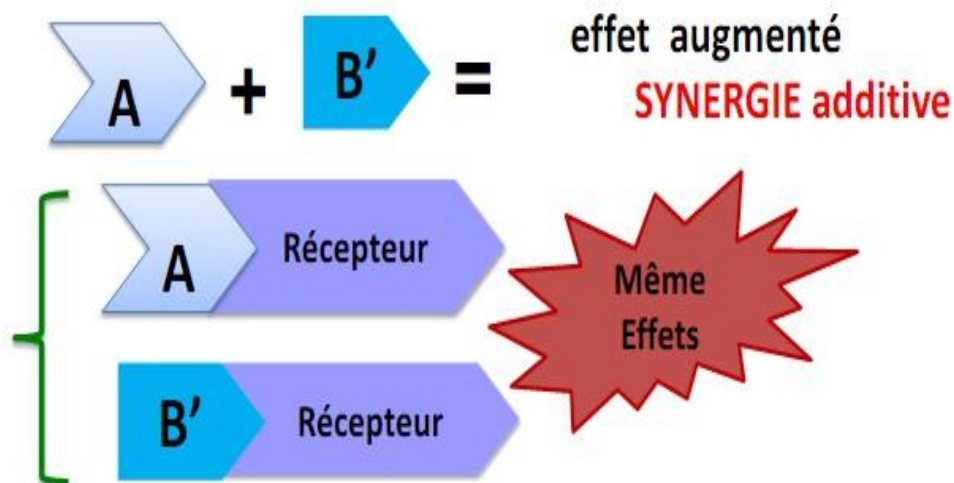 A + B' = effet augmenté
SYNERGIE additive
A Récepteur
Même
Effets
B' Récepteur